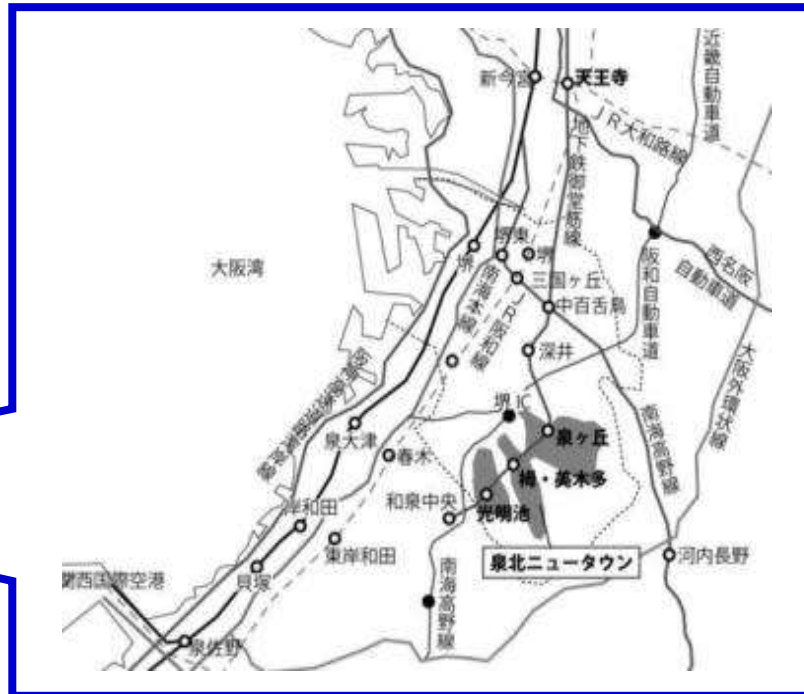 新今宮
天王寺
近畿自動車道
JR大和路線
地下鉄御堂筋線
堺東
堺
堺
大阪湾
三国ヶ丘
中百舌鳥
阪和自動車道
西名阪
自動車道
南海本線
JR阪和線
深井
大阪外環状線
堺IC
泉ヶ丘
南海高野線
泉大津
春木
栂・美木多
和泉中央
光明池
岸和田
東岸和田
泉北ニュータウン
河内長野
関西国際空港
貝塚
南海高野線
泉佐野